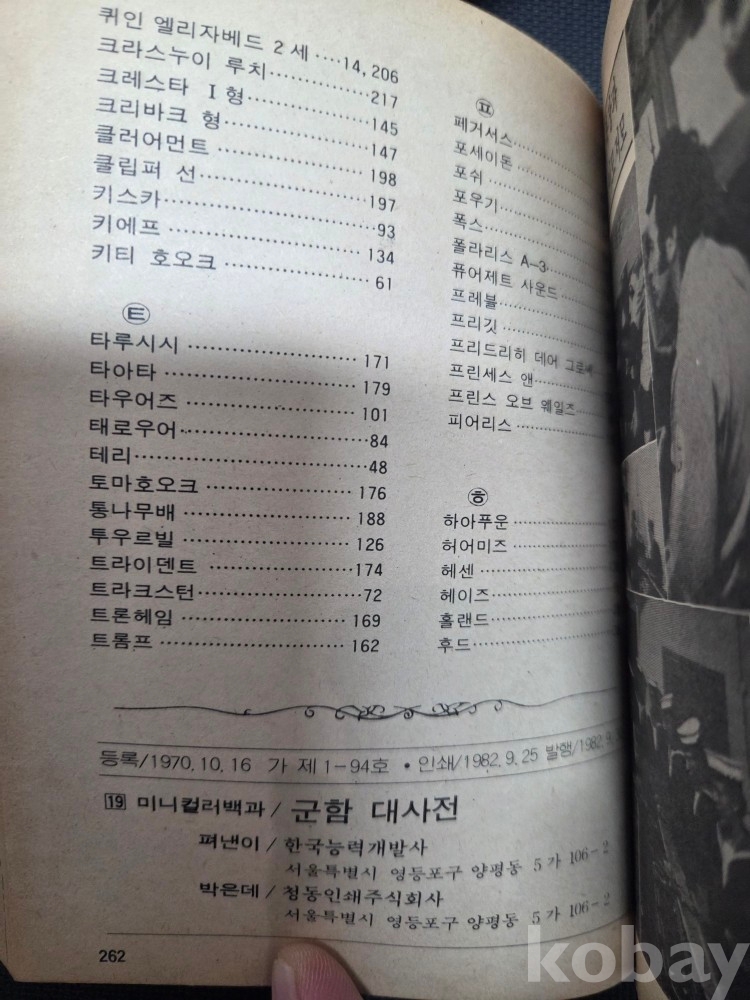 퀴인 엘리자베드 2 세····14, 206
크라스누이 루치················217
크레스타 I 형···················145
크리바크 형·····················147
클러어먼트·······················198
클립퍼 선························197
키스카····························93
키에프····························134
키티 호오크······················61
㉫
타루시시·························171
타아타····························179
타우어즈·························101
태로우어·························84
테리······························48
토마호오크·······················176
통나무배·························188
투우르빌·························126
트라이덴트·······················174
트라크스턴·······················72
트론헤임·························169
트롬프····························162
㉬
페거서스
포세이돈
포쉬
포우기
폭스
폴라리스 A-3
퓨어제트 사운드
프레블
프리깃
프리드리히 데어 그로세
프린세스 앤
프린스 오브 웨일즈
피어리스
㉭
하아푸운
허어미즈
헤센
헤이즈
홀랜드
후드
등록/1970.10.16 가 제1-94호 • 인쇄/1982.9.25 발행/1982.9.
19 미니컬러백과/군함 대사전
펴낸이/한국능력개발사
서울특별시 영등포구 양평동 5가 106-2
박은데/청동인쇄주식회사
서울특별시 영등포구 양평동 5가 106-2
262
kobay